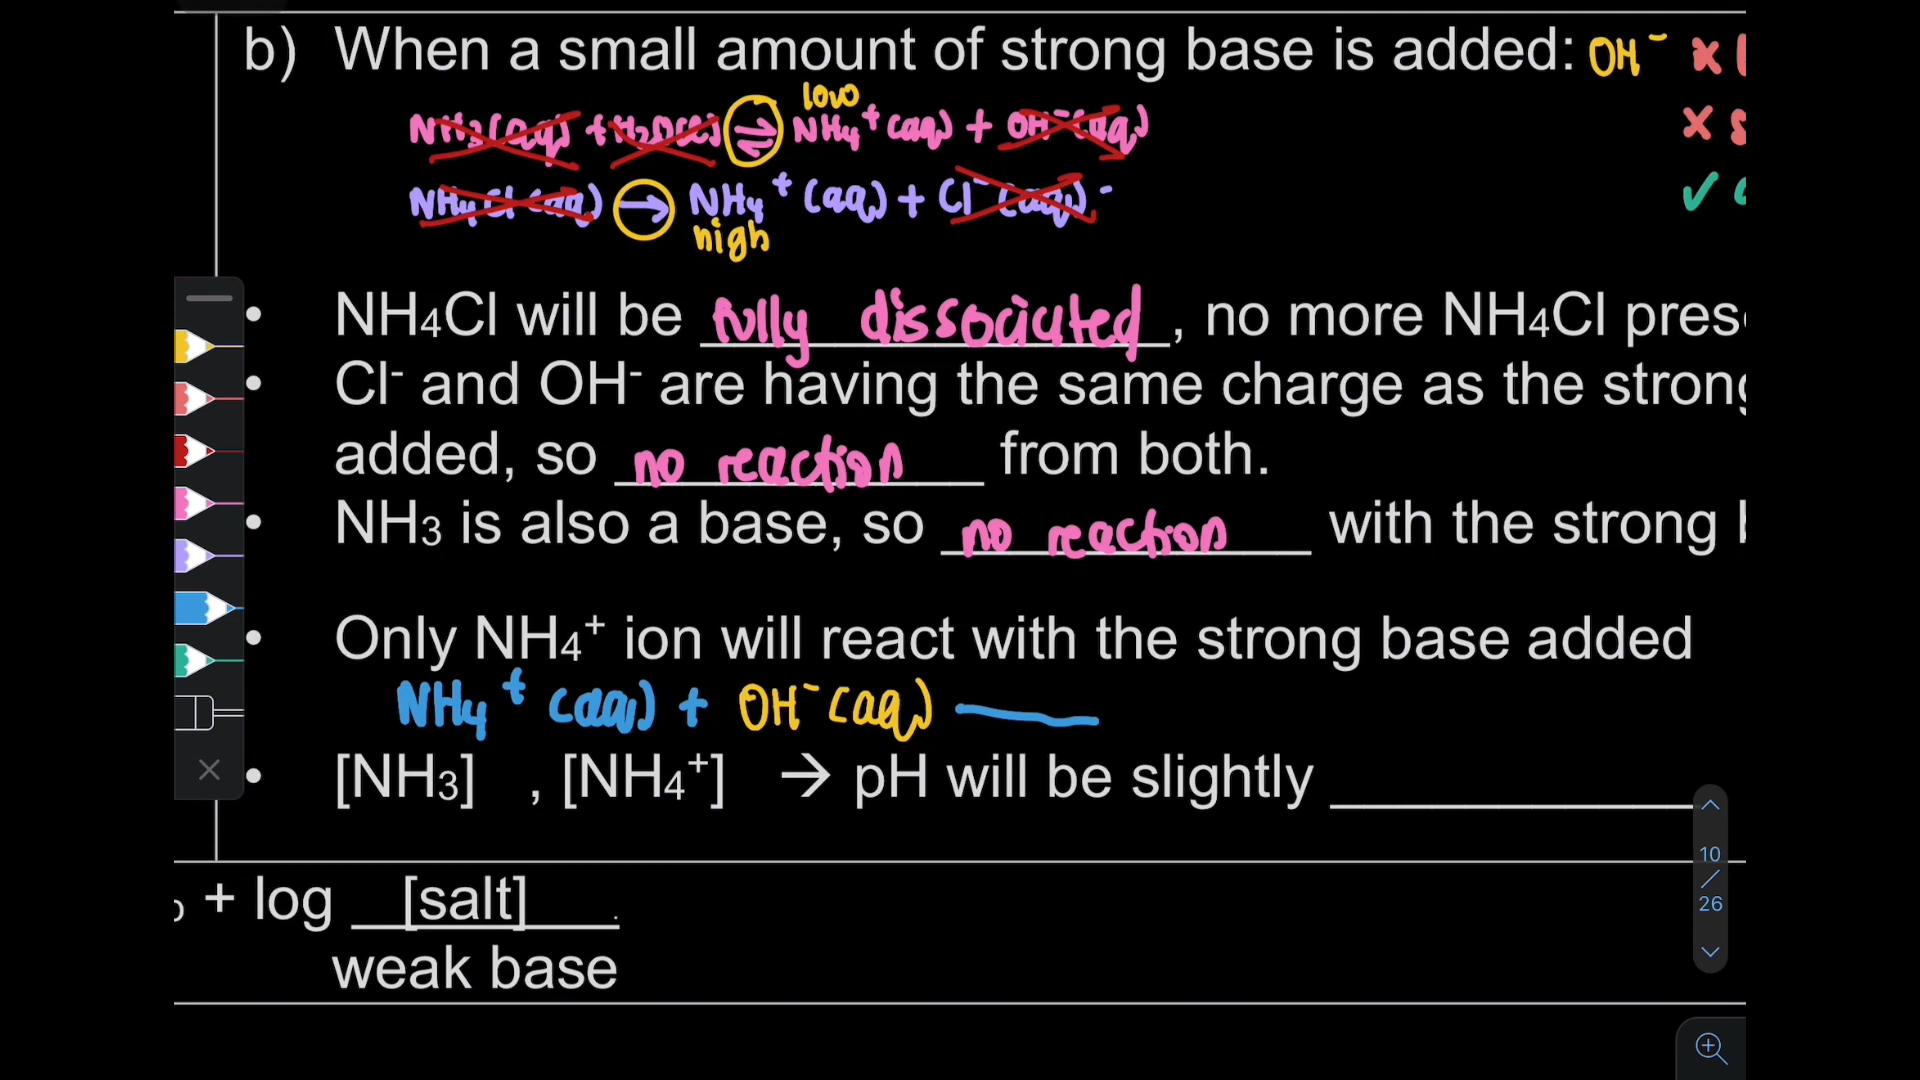 b) When a small amount of strong base is added: OH⁻ ×
low
NH₃(aq) + H₂O(l) ⇌ NH₄⁺(aq) + OH⁻(aq) ×
NH₄Cl(aq) → NH₄⁺(aq) + Cl⁻(aq)⁻ ✓
high
• NH₄Cl will be fully dissociated, no more NH₄Cl pres
• Cl⁻ and OH⁻ are having the same charge as the strong
added, so no reaction from both.
• NH₃ is also a base, so no reaction with the strong
• Only NH₄⁺ ion will react with the strong base added
NH₄⁺(aq) + OH⁻(aq)
• [NH₃] , [NH₄⁺] → pH will be slightly ____________
10
/
26
+ log [salt] .
weak base